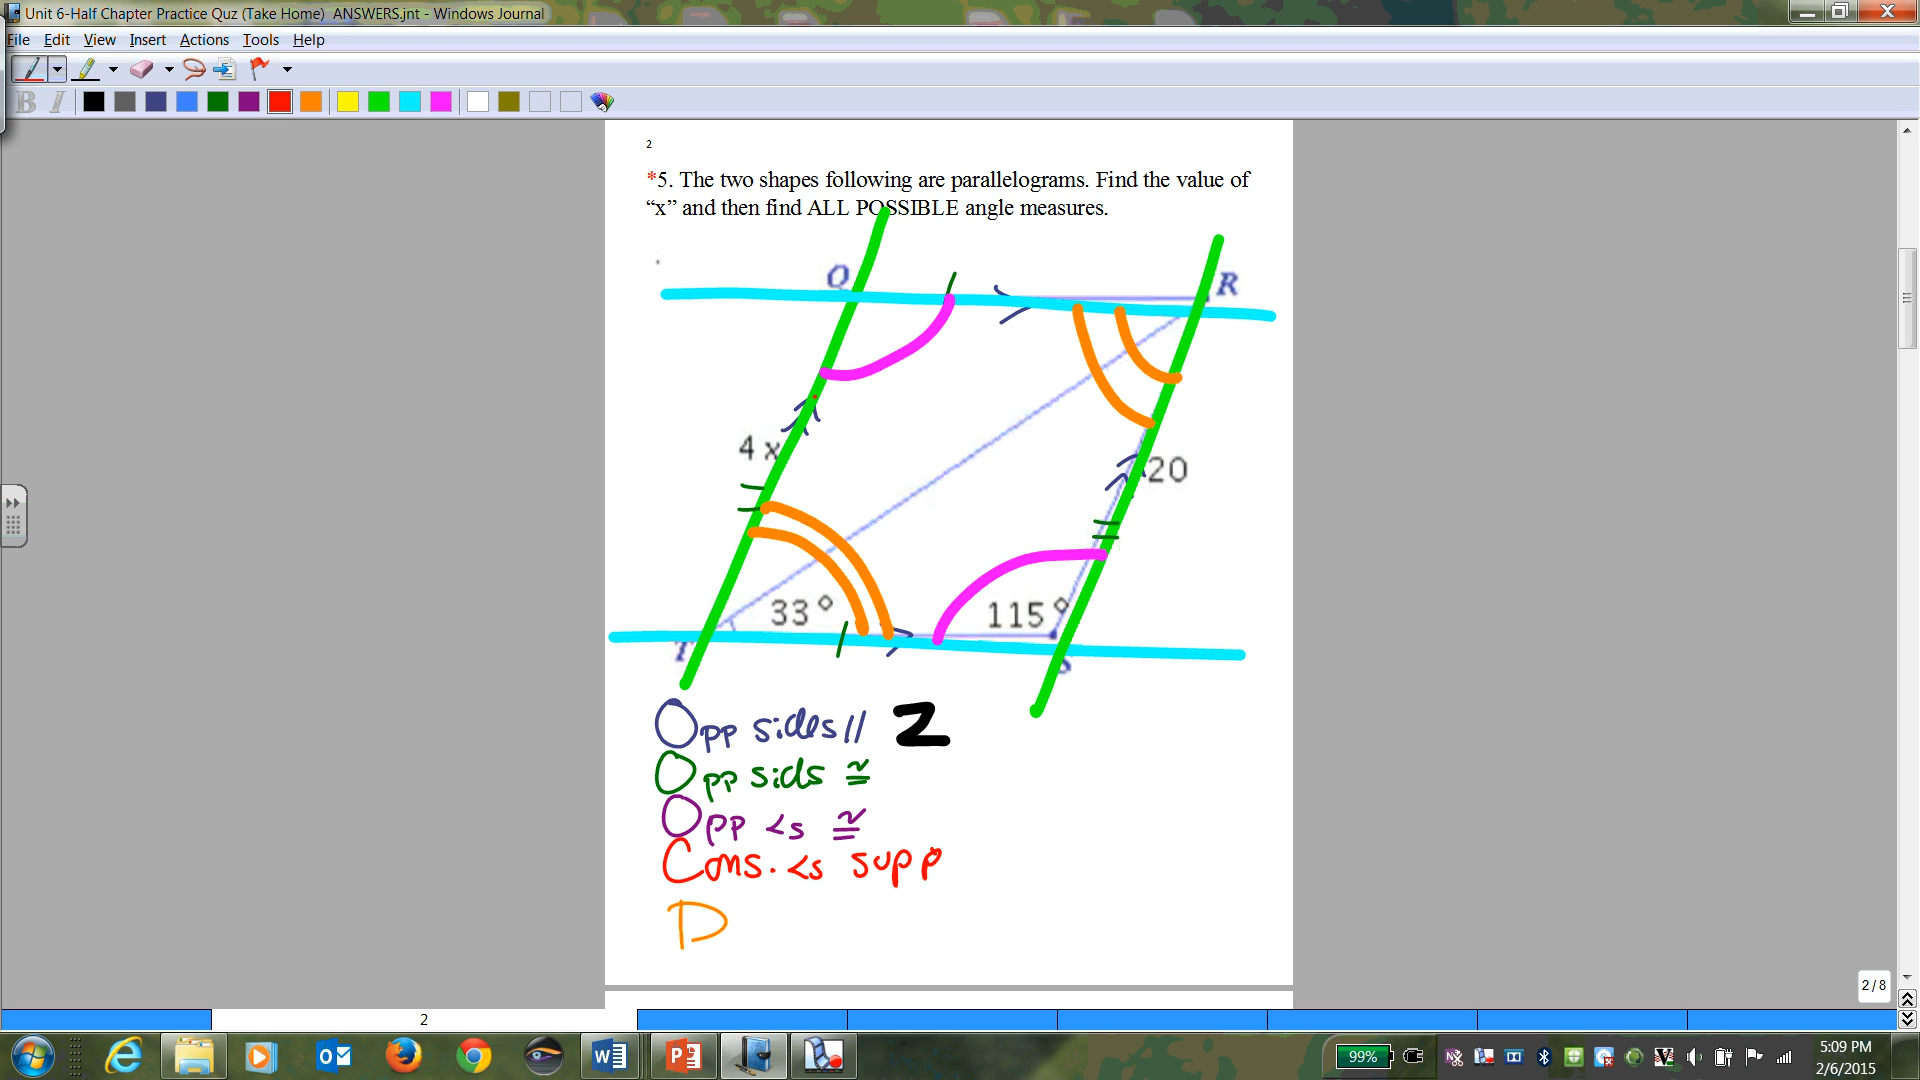 Unit 6-Half Chapter Practice Quz (Take Home) ANSWERS.jnt - Windows Journal
File Edit View Insert Actions Tools Help
B I
2
*5. The two shapes following are parallelograms. Find the value of
“x” and then find ALL POSSIBLE angle measures.
Q
R
4 x
20
33°
115°
T
S
Opp sides || Z
Opp sids ≅
Opp <s ≅
Cons. <s supp
D
2 / 8
2
99%
5:09 PM
2/6/2015